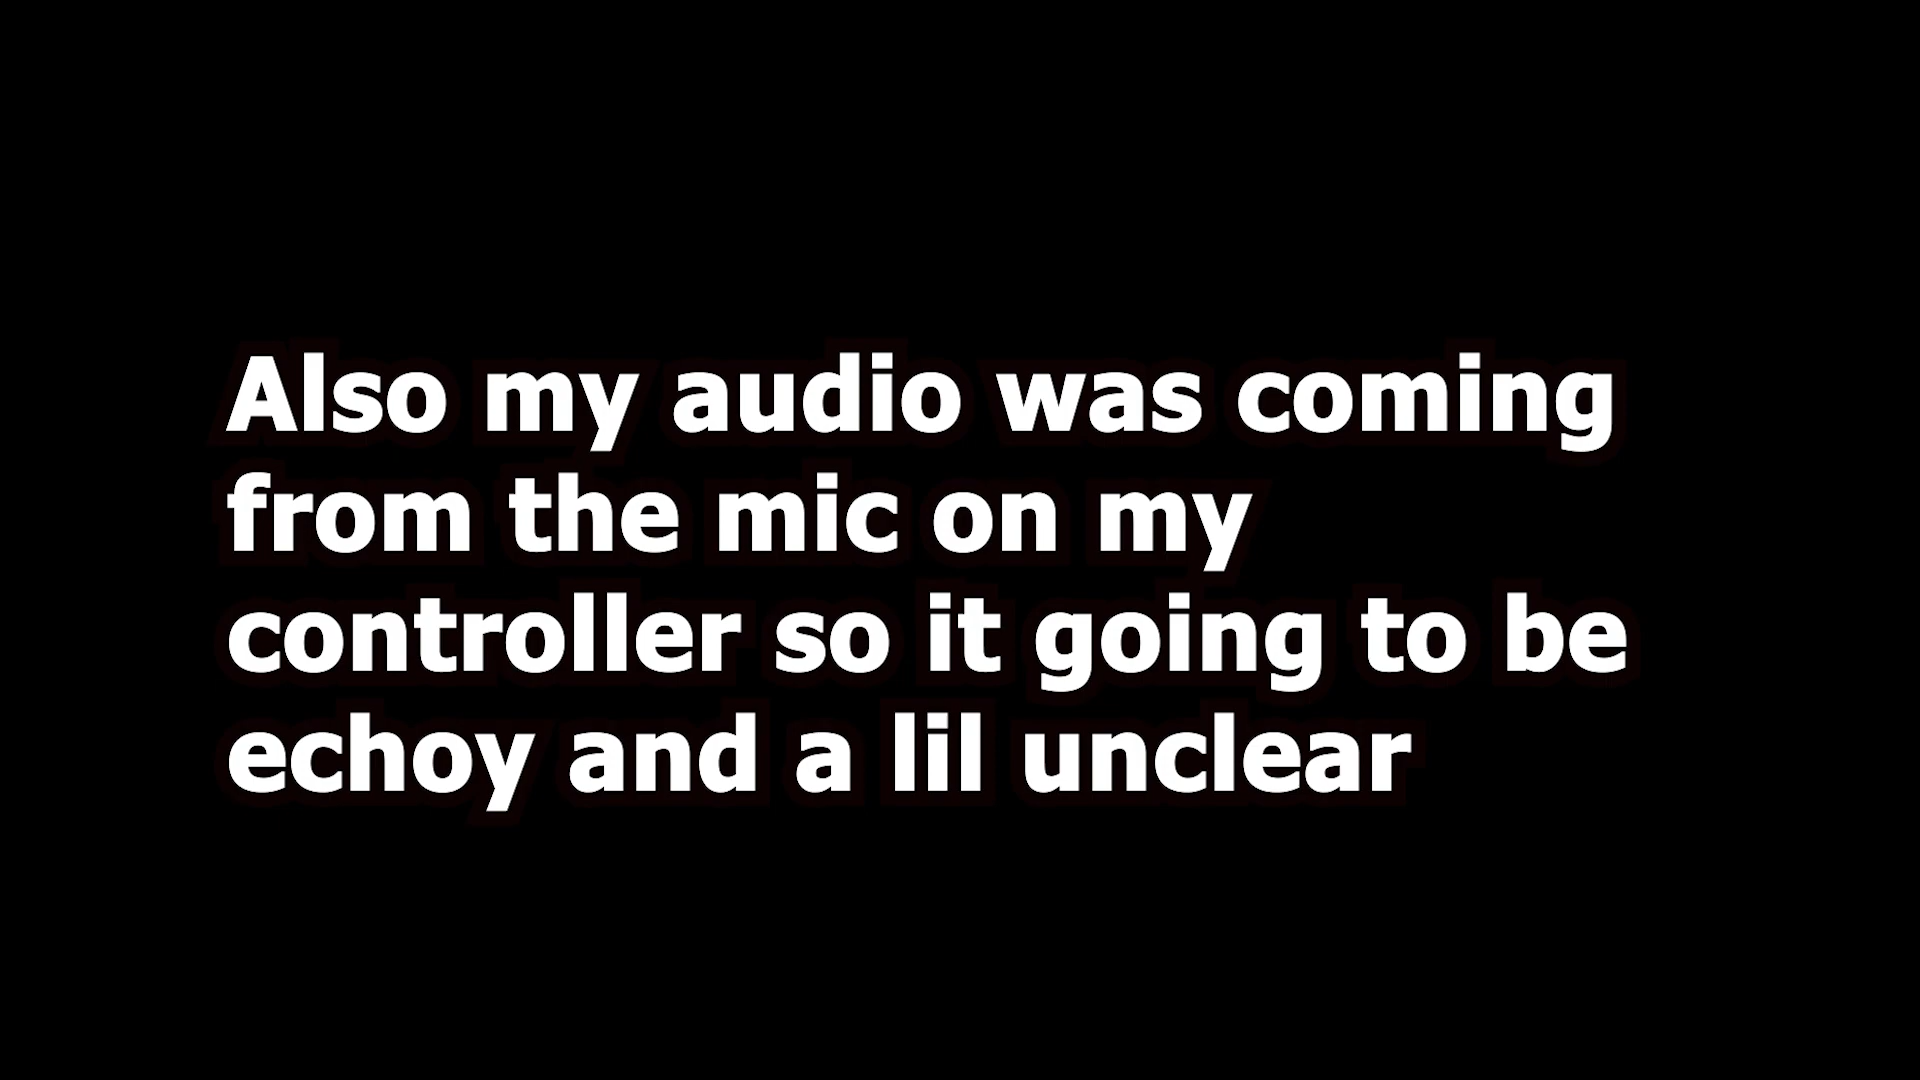 Also my audio was coming
from the mic on my
controller so it going to be
echoy and a lil unclear